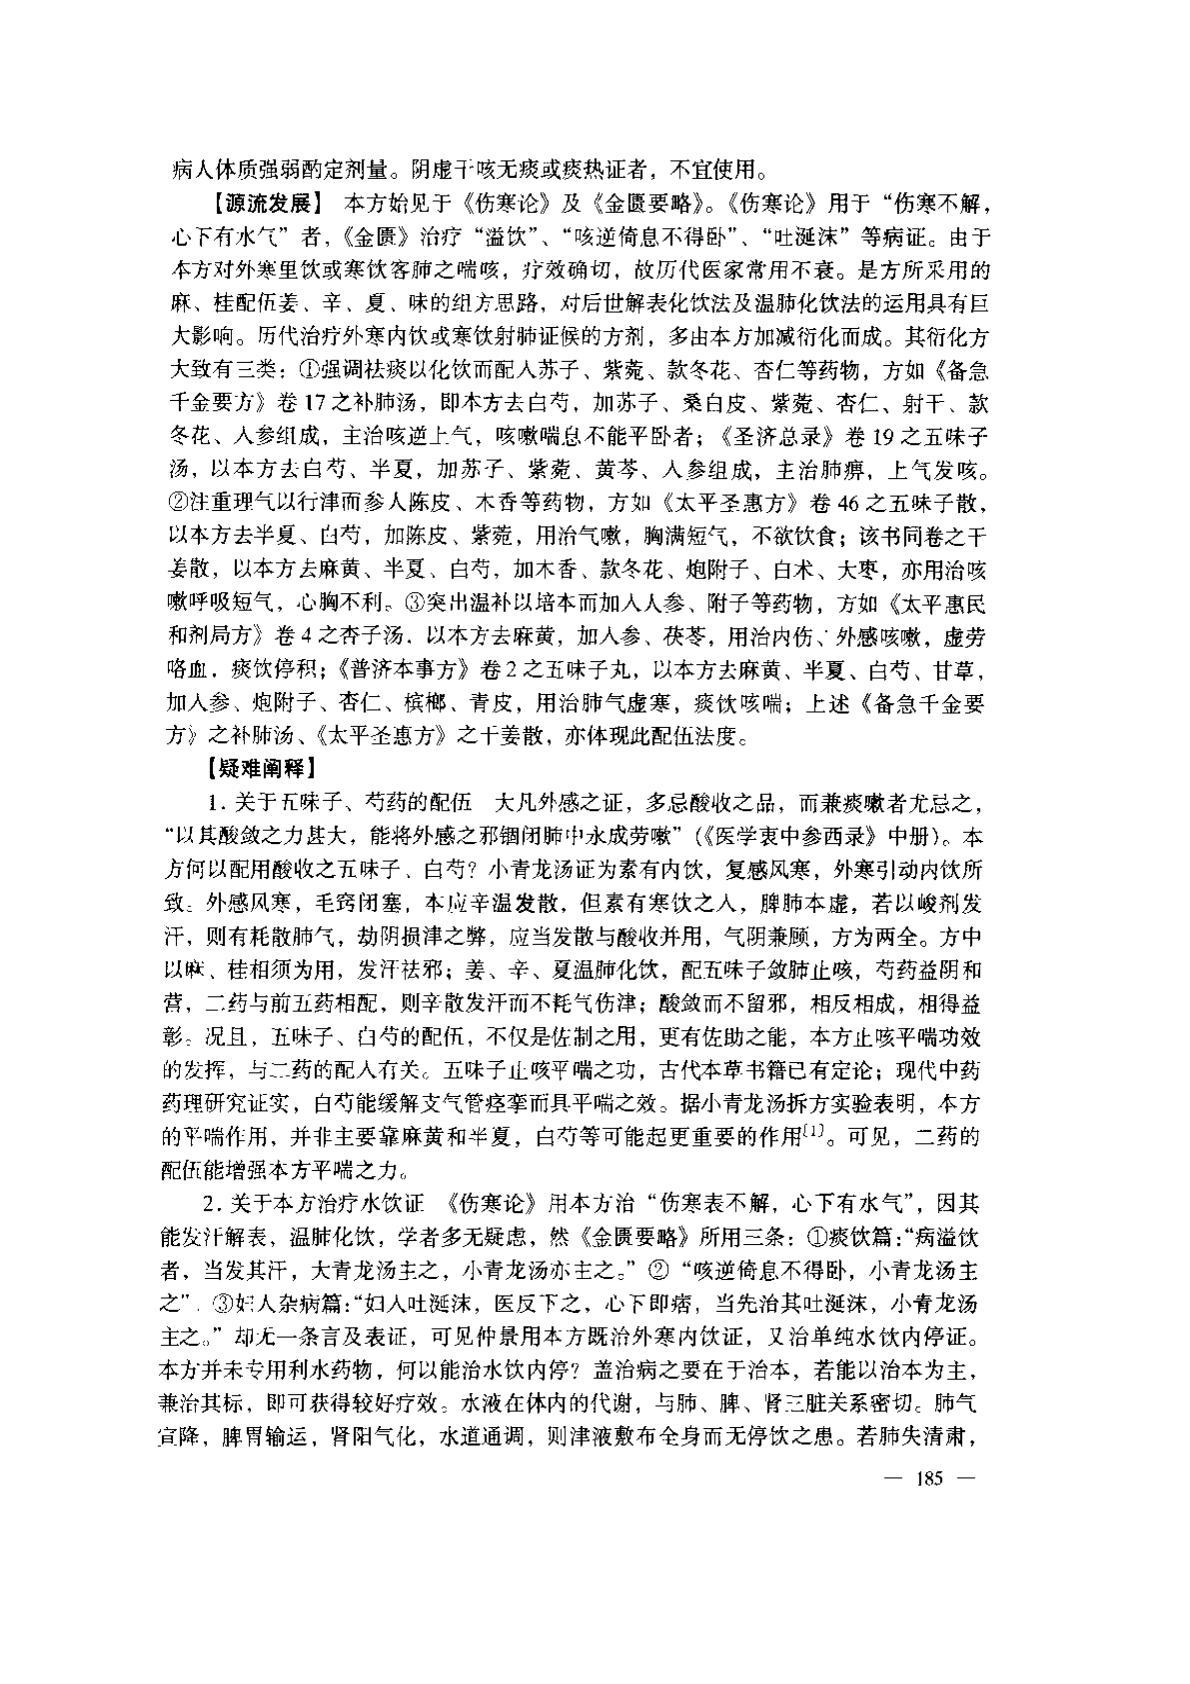 病人体质强弱酌定剂量。阴虚干咳无痰或痰热证者，不宜使用。
【源流发展】 本方始见于《伤寒论》及《金匮要略》。《伤寒论》用于“伤寒不解，
心下有水气”者，《金匮》治疗“溢饮”、“咳逆倚息不得卧”、“吐涎沫”等病证。由于
本方对外寒里饮或寒饮客肺之喘咳，疗效确切，故历代医家常用不衰。是方所采用的
麻、桂配伍姜、辛、夏、味的组方思路，对后世解表化饮法及温肺化饮法的运用具有巨
大影响。历代治疗外寒内饮或寒饮射肺证候的方剂，多由本方加减衍化而成。其衍化方
大致有三类：①强调祛痰以化饮而配入苏子、紫菀、款冬花、杏仁等药物，方如《备急
千金要方》卷 17 之补肺汤，即本方去白芍，加苏子、桑白皮、紫菀、杏仁、射干、款
冬花、人参组成，主治咳逆上气，咳嗽喘息不能平卧者；《圣济总录》卷 19 之五味子
汤，以本方去白芍、半夏，加苏子、紫菀、黄芩、人参组成，主治肺痹，上气发咳。
②注重理气以行津而参入陈皮、木香等药物，方如《太平圣惠方》卷 46 之五味子散，
以本方去半夏、白芍，加陈皮、紫菀，用治气嗽，胸满短气，不欲饮食；该书同卷之干
姜散，以本方去麻黄、半夏、白芍，加木香、款冬花、炮附子、白术、大枣，亦用治咳
嗽呼吸短气，心胸不利。③突出温补以培本而加入人参、附子等药物，方如《太平惠民
和剂局方》卷 4 之杏子汤，以本方去麻黄，加人参、茯苓，用治内伤、外感咳嗽，虚劳
咯血，痰饮停积；《普济本事方》卷 2 之五味子丸，以本方去麻黄、半夏、白芍、甘草，
加人参、炮附子、杏仁、槟榔、青皮，用治肺气虚寒，痰饮咳喘；上述《备急千金要
方》之补肺汤、《太平圣惠方》之干姜散，亦体现此配伍法度。
【疑难阐释】
1. 关于五味子、芍药的配伍 大凡外感之证，多忌酸收之品，而兼痰嗽者尤忌之，
“以其酸敛之力甚大，能将外感之邪锢闭肺中永成劳嗽”（《医学衷中参西录》中册）。本
方何以配用酸收之五味子、白芍？小青龙汤证为素有内饮，复感风寒，外寒引动内饮所
致。外感风寒，毛窍闭塞，本应辛温发散，但素有寒饮之人，脾肺本虚，若以峻剂发
汗，则有耗散肺气，劫阴损津之弊，应当发散与酸收并用，气阴兼顾，方为两全。方中
以麻、桂相须为用，发汗祛邪；姜、辛、夏温肺化饮，配五味子敛肺止咳，芍药益阴和
营，二药与前五药相配，则辛散发汗而不耗气伤津；酸敛而不留邪，相反相成，相得益
彰。况且，五味子、白芍的配伍，不仅是佐制之用，更有佐助之能，本方止咳平喘功效
的发挥，与二药的配入有关。五味子止咳平喘之功，古代本草书籍已有定论；现代中药
药理研究证实，白芍能缓解支气管痉挛而具平喘之效。据小青龙汤拆方实验表明，本方
的平喘作用，并非主要靠麻黄和半夏，白芍等可能起更重要的作用〔1〕。可见，二药的
配伍能增强本方平喘之力。
2. 关于本方治疗水饮证 《伤寒论》用本方治“伤寒表不解，心下有水气”，因其
能发汗解表，温肺化饮，学者多无疑虑，然《金匮要略》所用三条：①痰饮篇：“病溢饮
者，当发其汗，大青龙汤主之，小青龙汤亦主之。”②“咳逆倚息不得卧，小青龙汤主
之”．③妇人杂病篇：“妇人吐涎沫，医反下之，心下即痞，当先治其吐涎沫，小青龙汤
主之。”却无一条言及表证，可见仲景用本方既治外寒内饮证，又治单纯水饮内停证。
本方并未专用利水药物，何以能治水饮内停？盖治病之要在于治本，若能以治本为主，
兼治其标，即可获得较好疗效。水液在体内的代谢，与肺、脾、肾三脏关系密切。肺气
宣降，脾胃输运，肾阳气化，水道通调，则津液敷布全身而无停饮之患。若肺失清肃，
— 185 —